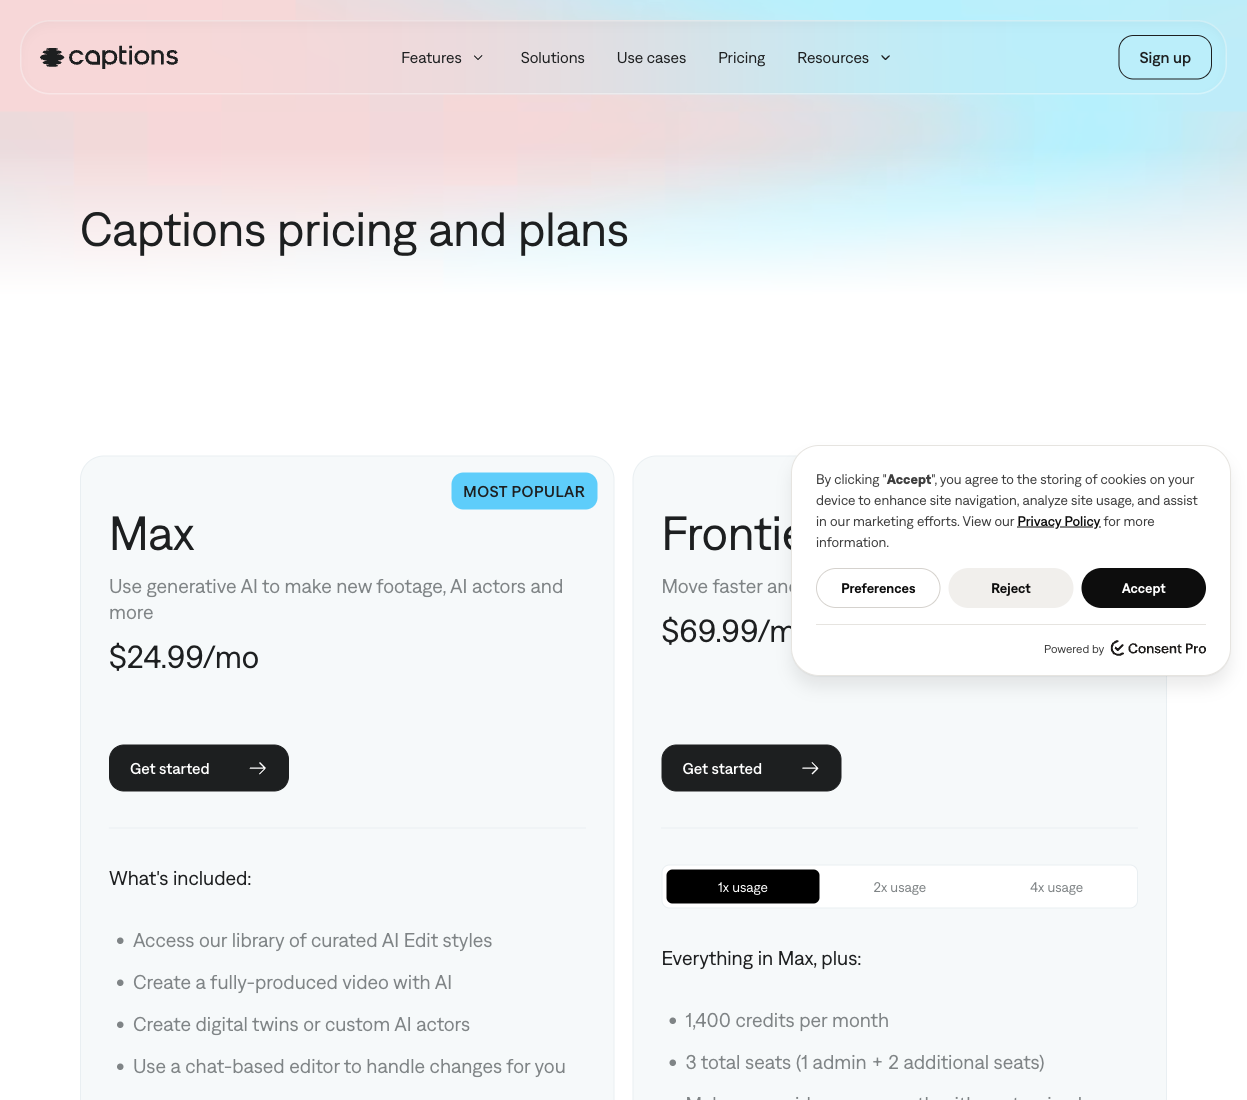 captions
Features
Solutions
Use cases
Pricing
Resources
Sign up
Captions pricing and plans
MOST POPULAR
Max
Use generative AI to make new footage, AI actors and
more
$24.99/mo
Get started
What's included:
Access our library of curated AI Edit styles
Create a fully-produced video with AI
Create digital twins or custom AI actors
Use a chat-based editor to handle changes for you
Frontie
Move faster an
$69.99/m
Get started
1x usage
2x usage
4x usage
Everything in Max, plus:
1,400 credits per month
3 total seats (1 admin + 2 additional seats)
By clicking "Accept", you agree to the storing of cookies on your
device to enhance site navigation, analyze site usage, and assist
in our marketing efforts. View our Privacy Policy for more
information.
Preferences
Reject
Accept
Powered by Consent Pro